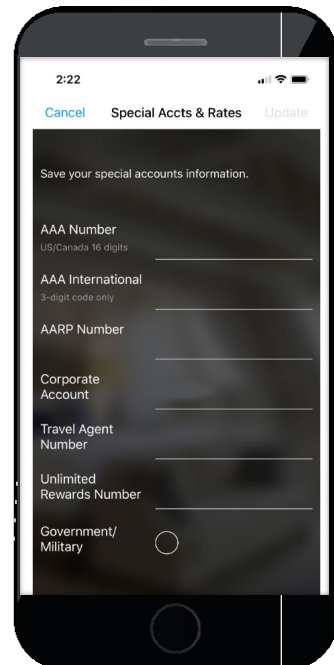 2:22
Cancel Special Accts & Rates Update
Save your special accounts information.
AAA Number
US/Canada 16 digits
AAA International
3-digit code only
AARP Number
Corporate
Account
Travel Agent
Number
Unlimited
Rewards Number
Government/
Military